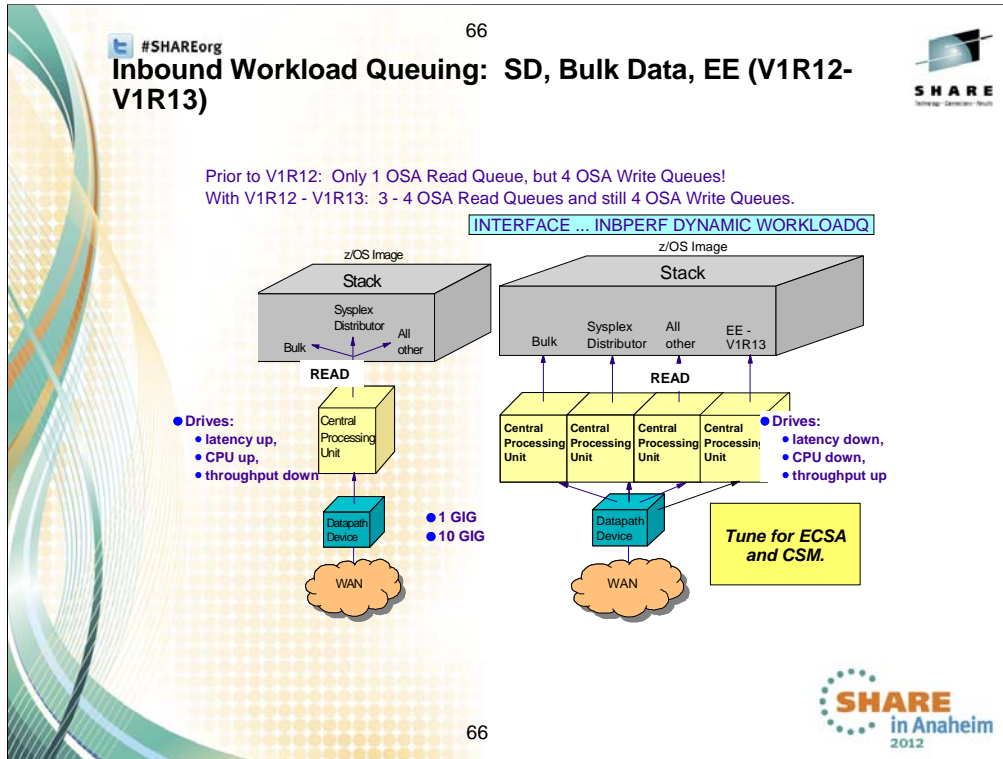 66
#SHAREorg
Inbound Workload Queuing: SD, Bulk Data, EE (V1R12-
V1R13)
S H A R E
Technology · Connections · Results
Prior to V1R12: Only 1 OSA Read Queue, but 4 OSA Write Queues!
With V1R12 - V1R13: 3 - 4 OSA Read Queues and still 4 OSA Write Queues.
INTERFACE ... INBPERF DYNAMIC WORKLOADQ
z/OS Image
Stack
Sysplex
Distributor
Bulk
All
other
READ
Central
Processing
Unit
Drives:
latency up,
CPU up,
throughput down
Datapath
Device
1 GIG
10 GIG
WAN
z/OS Image
Stack
Bulk
Sysplex
Distributor
All
other
EE -
V1R13
READ
Central
Processing
Unit
Central
Processing
Unit
Central
Processing
Unit
Central
Processing
Unit
Drives:
latency down,
CPU down,
throughput up
Datapath
Device
WAN
Tune for ECSA
and CSM.
SHARE
in Anaheim
2012
66